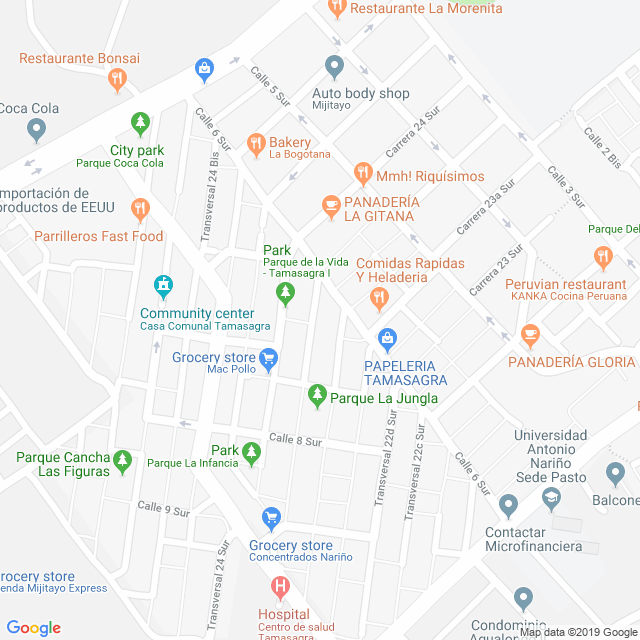 Restaurante La Morenita
Restaurante Bonsai
Calle 5 Sur
Auto body shop
Mijitayo
Coca Cola
Calle 6 Sur
Carrera 24 Sur
Calle 2 Bis
City park
Parque Coca Cola
Bakery
La Bogotana
Transversal 24 Bis
Mmh! Riquísimos
Calle 3 Sur
mportación de
productos de EEUU
PANADERÍA
LA GITANA
Carrera 23a Sur
Parrilleros Fast Food
Parque Del
Park
Parque de la Vida
- Tamasagra I
Comidas Rapidas
Y Heladeria
Carrera 23 Sur
Peruvian restaurant
KANKA Cocina Peruana
Community center
Casa Comunal Tamasagra
Grocery store
Mac Pollo
PAPELERIA
TAMASAGRA
PANADERÍA GLORIA
Parque La Jungla
Calle 8 Sur
Transversal 22d Sur
Transversal 22c Sur
Calle 6 Sur
Universidad
Antonio
Nariño
Sede Pasto
Parque Cancha
Las Figuras
Park
Parque La Infancia
Balcone
Calle 9 Sur
Contactar
Microfinanciera
Grocery store
Concentrados Nariño
Transversal 24 Sur
rocery store
enda Mijitayo Express
Hospital
Centro de salud
Tamasagra
Condominio
Aqualon
Google
Map data ©2019 Google